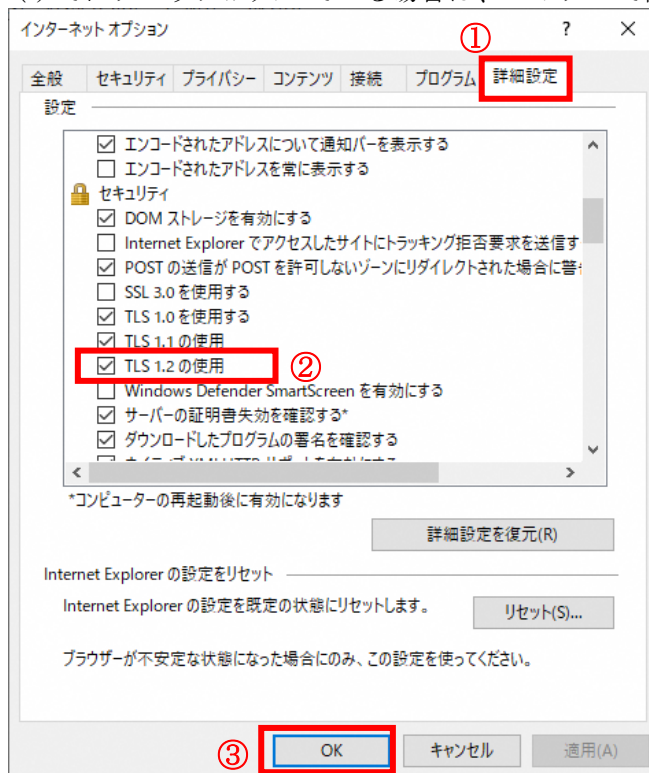 インターネット オプション ? ×
①
全般 セキュリティ プライバシー コンテンツ 接続 プログラム 詳細設定
設定
エンコードされたアドレスについて通知バーを表示する
エンコードされたアドレスを常に表示する
セキュリティ
DOM ストレージを有効にする
Internet Explorer でアクセスしたサイトにトラッキング拒否要求を送信す
POST の送信が POST を許可しないゾーンにリダイレクトされた場合に警
SSL 3.0 を使用する
TLS 1.0 を使用する
TLS 1.1 の使用
TLS 1.2 の使用 ②
Windows Defender SmartScreen を有効にする
サーバーの証明書失効を確認する*
ダウンロードしたプログラムの署名を確認する
*コンピューターの再起動後に有効になります
詳細設定を復元(R)
Internet Explorer の設定をリセット
Internet Explorer の設定を既定の状態にリセットします。 リセット(S)...
ブラウザーが不安定な状態になった場合にのみ、この設定を使ってください。
③ OK キャンセル 適用(A)